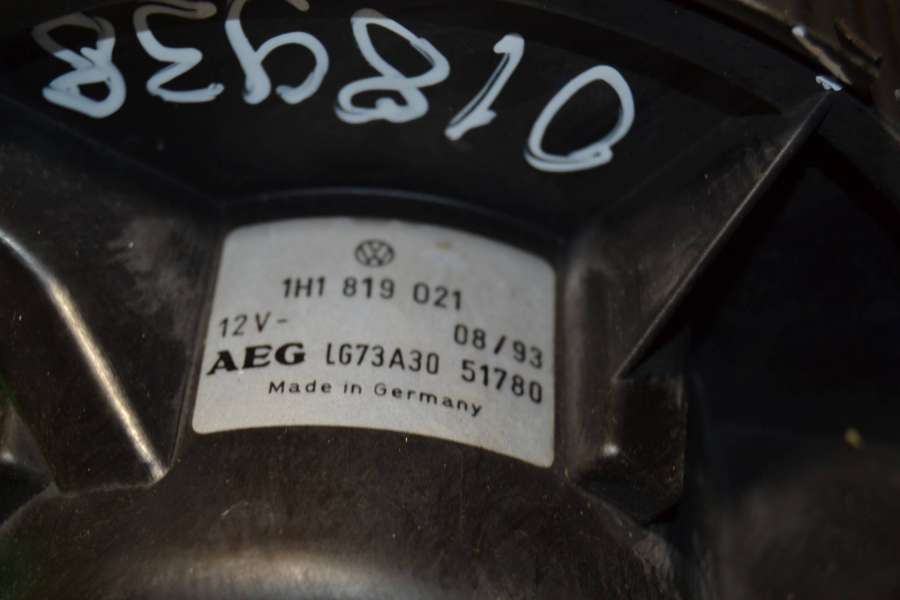 018938
1H1 819 021
12V- 08/93
AEG LG73A30 51780
Made in Germany